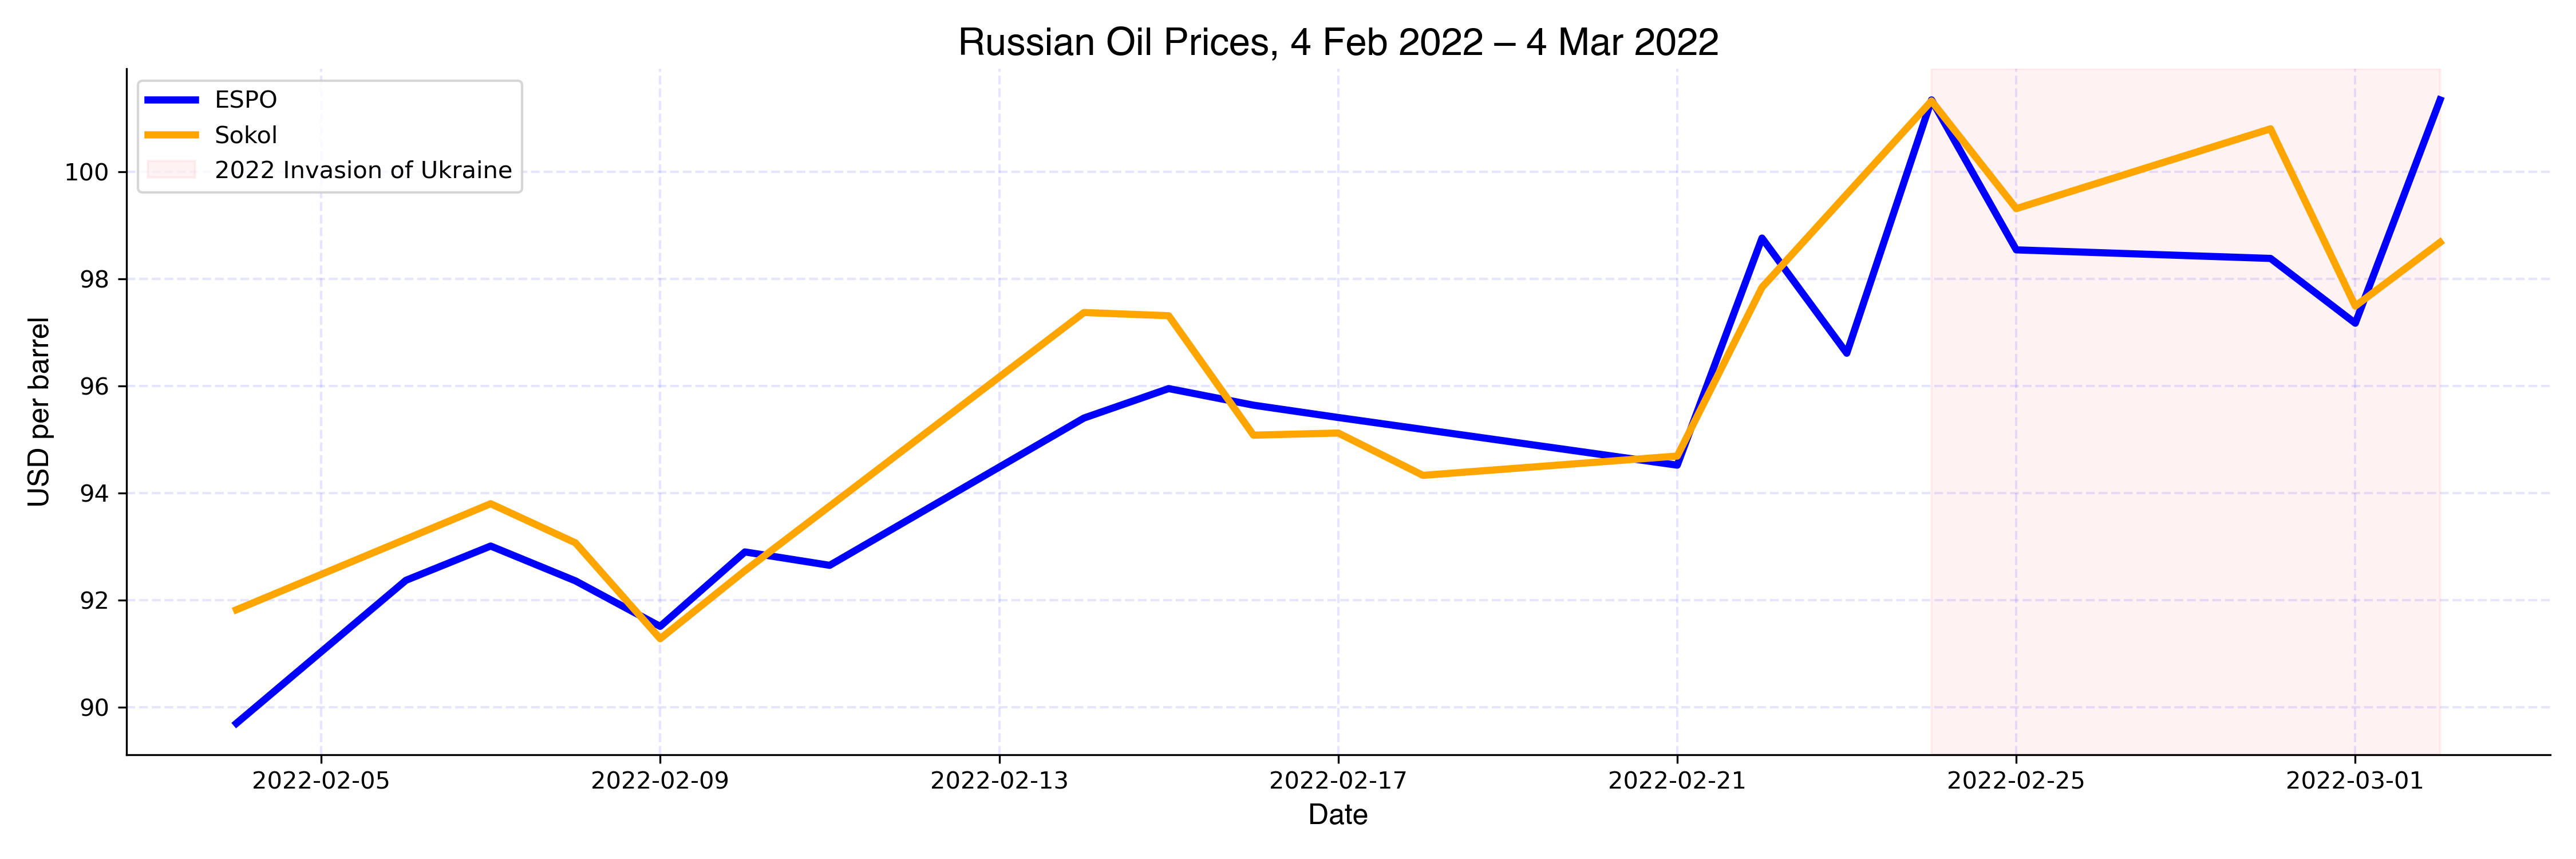 Russian Oil Prices, 4 Feb 2022 – 4 Mar 2022
ESPO
Sokol
2022 Invasion of Ukraine
USD per barrel
100
98
96
94
92
90
2022-02-05
2022-02-09
2022-02-13
2022-02-17
2022-02-21
2022-02-25
2022-03-01
Date